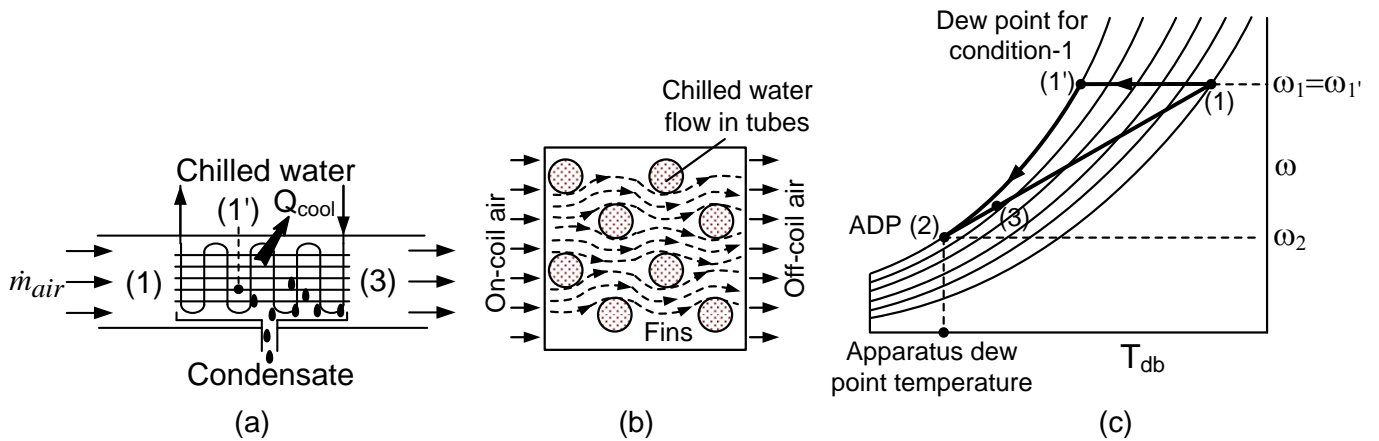 Chilled water
(1')
Q_cool
ṁ_air
(1)
(3)
Condensate
(a)
Chilled water
flow in tubes
On-coil air
Off-coil air
Fins
(b)
Dew point for
condition-1
(1')
(1)
ω₁=ω₁'
ω
(3)
ADP (2)
ω₂
Apparatus dew
point temperature
T_db
(c)